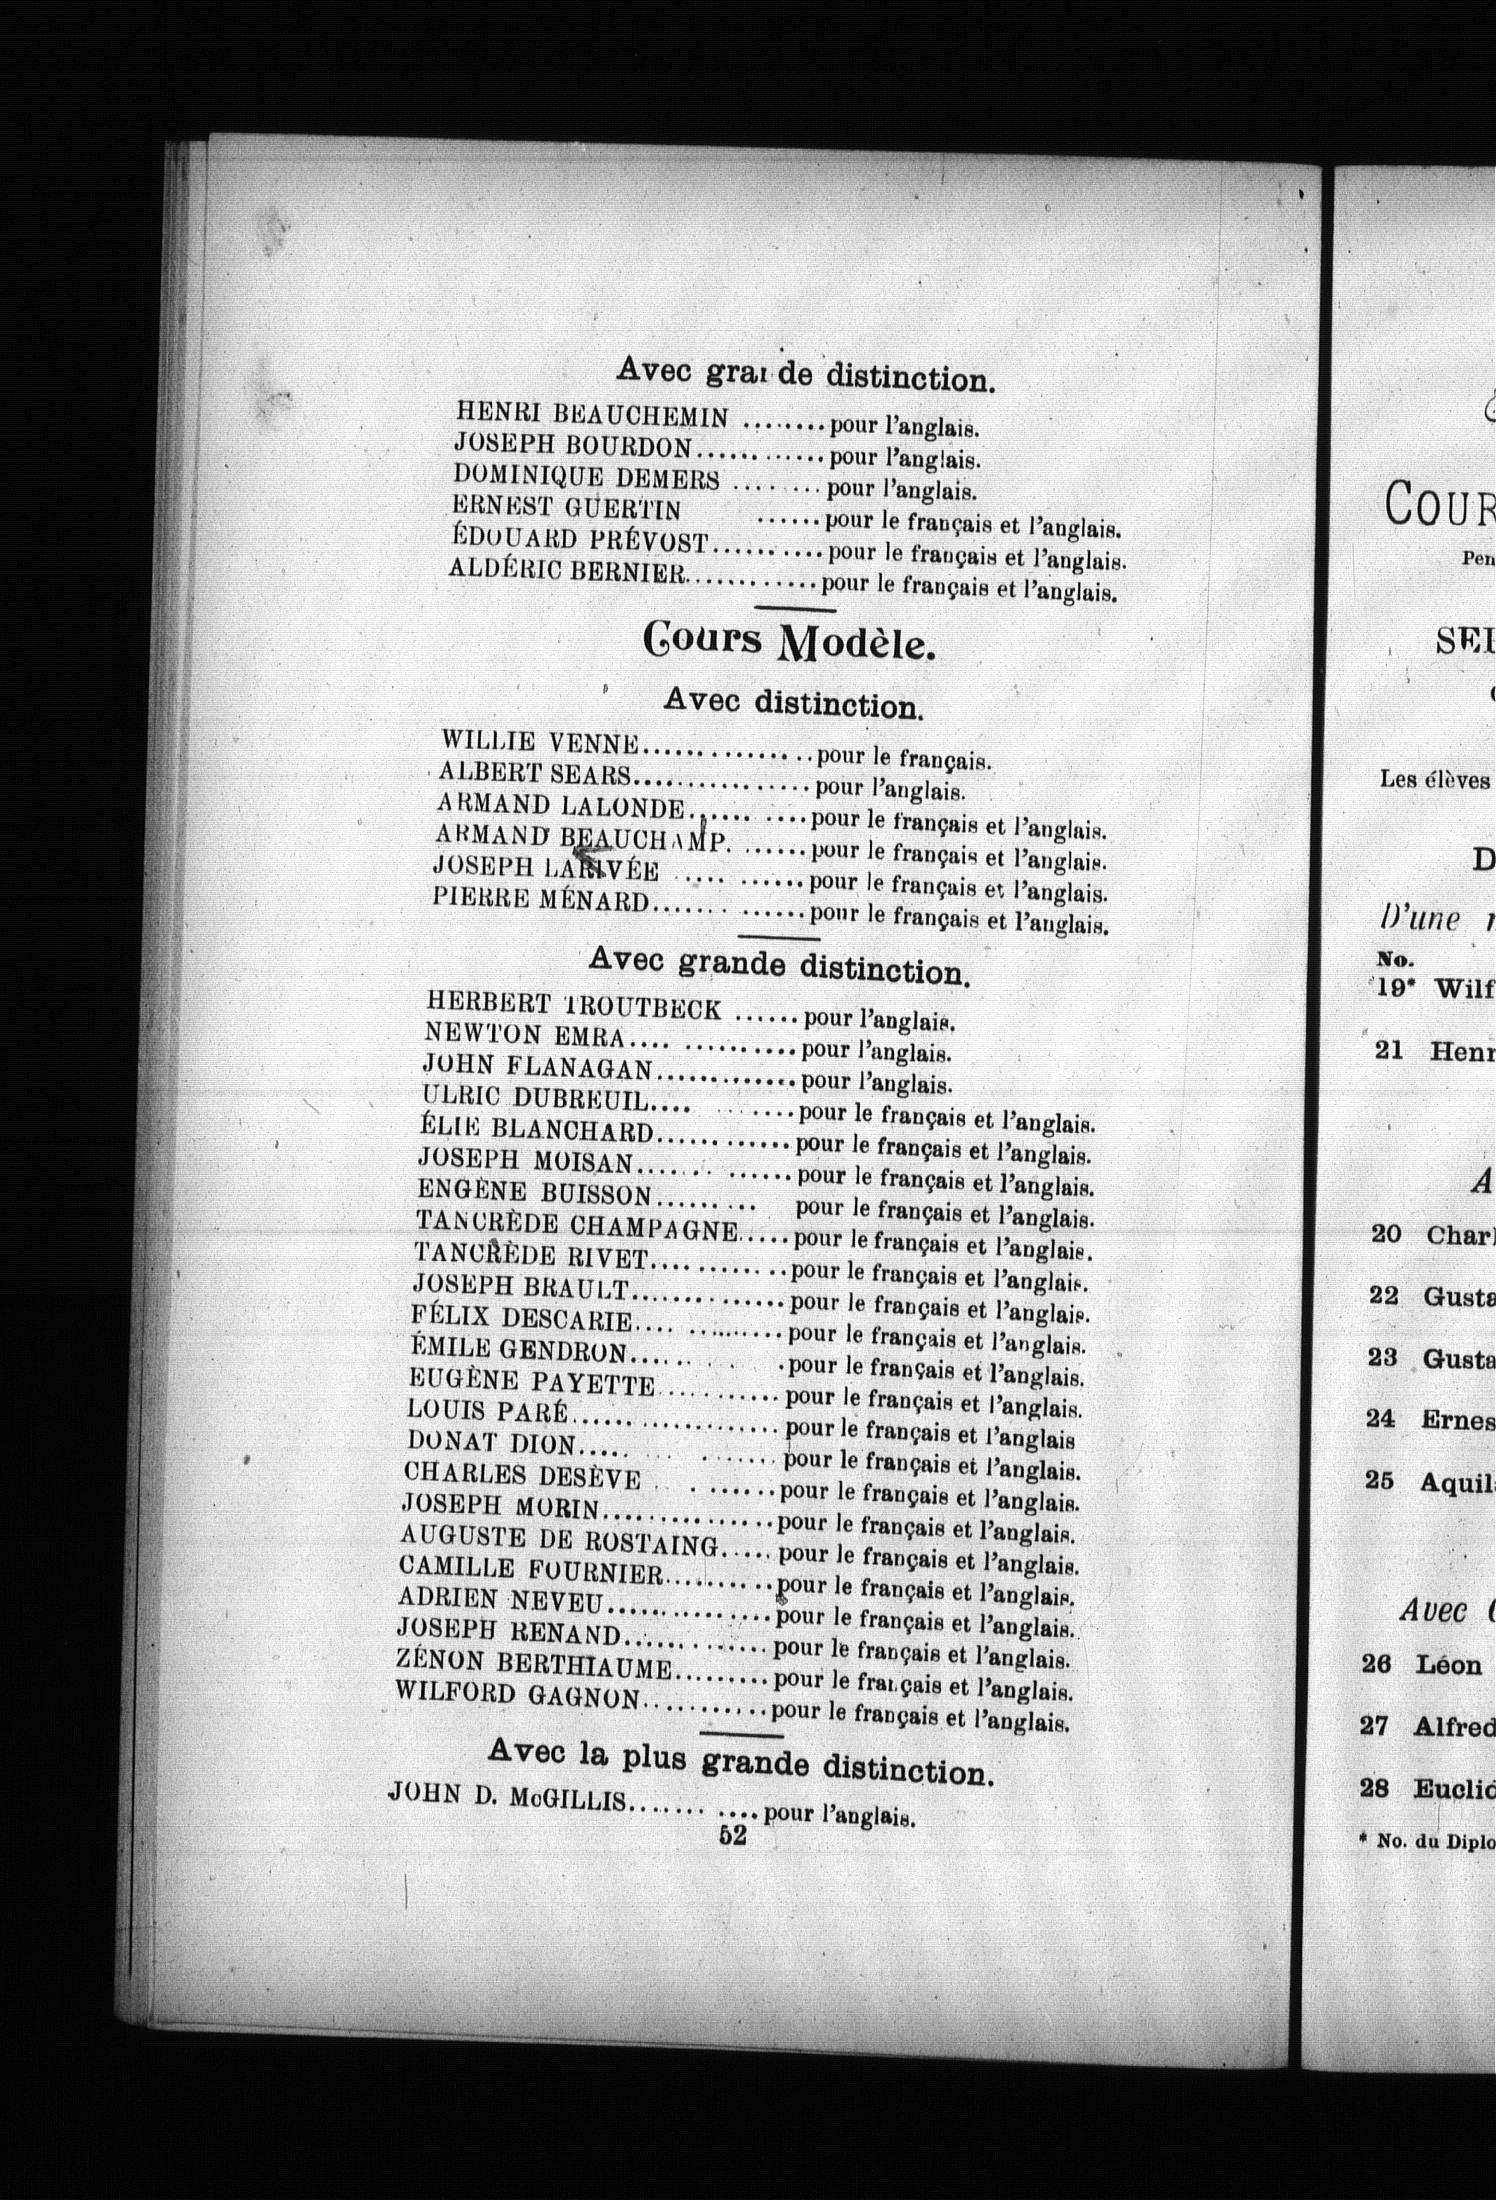 Avec grande distinction.
HENRI BEAUCHEMIN ........pour l'anglais.
JOSEPH BOURDON............pour l'anglais.
DOMINIQUE DEMERS ........pour l'anglais.
ERNEST GUERTIN ......pour le français et l'anglais.
ÉDOUARD PRÉVOST..........pour le français et l'anglais.
ALDÉRIC BERNIER............pour le français et l'anglais.
Cours Modèle.
Avec distinction.
WILLIE VENNE...............pour le français.
ALBERT SEARS................pour l'anglais.
ARMAND LALONDE...........pour le français et l'anglais.
ARMAND BEAUCHAMP. ......pour le français et l'anglais.
JOSEPH LARIVÉE ...........pour le français et l'anglais.
PIERRE MÉNARD.............pour le français et l'anglais.
Avec grande distinction.
HERBERT TROUTBECK ......pour l'anglais.
NEWTON EMRA.... ..........pour l'anglais.
JOHN FLANAGAN.............pour l'anglais.
ULRIC DUBREUIL.... .......pour le français et l'anglais.
ÉLIE BLANCHARD............pour le français et l'anglais.
JOSEPH MOISAN...... ......pour le français et l'anglais.
ENGÈNE BUISSON......... pour le français et l'anglais.
TANCRÈDE CHAMPAGNE.....pour le français et l'anglais.
TANCRÈDE RIVET............pour le français et l'anglais.
JOSEPH BRAULT..............pour le français et l'anglais.
FÉLIX DESCARIE.... .........pour le français et l'anglais.
ÉMILE GENDRON...... . . .pour le français et l'anglais.
EUGÈNE PAYETTE...........pour le français et l'anglais.
LOUIS PARÉ...................pour le français et l'anglais
DONAT DION..... ... .......pour le français et l'anglais.
CHARLES DESÈVE . . ......pour le français et l'anglais.
JOSEPH MORIN...............pour le français et l'anglais.
AUGUSTE DE ROSTAING.....pour le français et l'anglais.
CAMILLE FOURNIER..........pour le français et l'anglais.
ADRIEN NEVEU...............pour le français et l'anglais.
JOSEPH RENAND.............pour le français et l'anglais.
ZÉNON BERTHIAUME.........pour le français et l'anglais.
WILFORD GAGNON...........pour le français et l'anglais.
Avec la plus grande distinction.
JOHN D. McGILLIS....... ....pour l'anglais.
52
COUR
Pen
SEI
Les élèves
D
D'une
No.
19* Wilf
21 Henr
A
20 Charl
22 Gusta
23 Gusta
24 Ernes
25 Aquil
Avec
26 Léon
27 Alfred
28 Euclid
* No. du Diplo